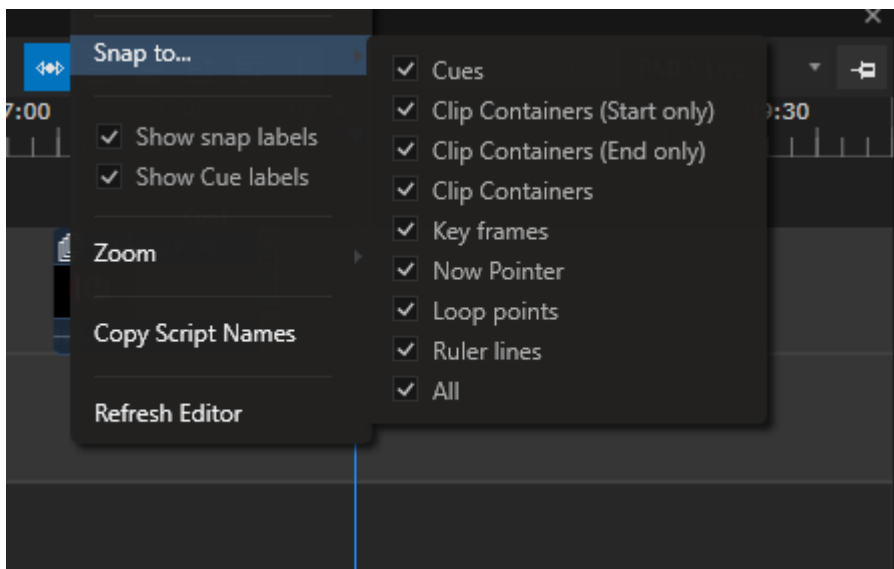 Snap to...
7:00
Show snap labels
Show Cue labels
Zoom
Copy Script Names
Refresh Editor
Cues
Clip Containers (Start only)
Clip Containers (End only)
Clip Containers
Key frames
Now Pointer
Loop points
Ruler lines
All
:30